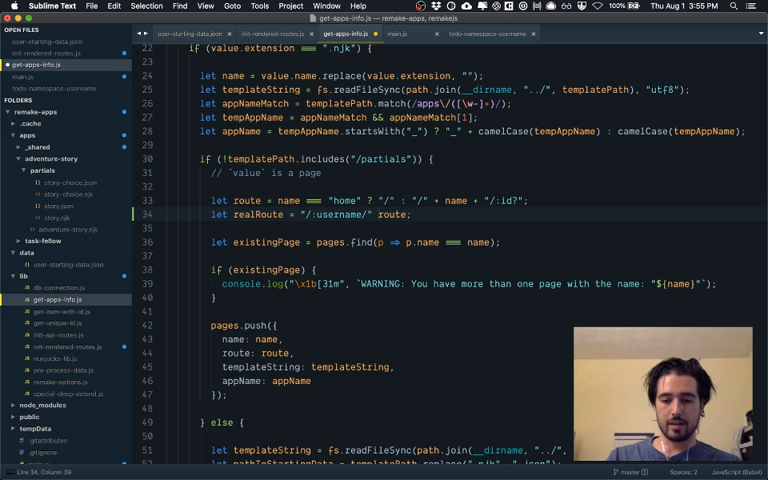 Sublime Text File Edit Selection Find View Goto Tools Project Window Help 100% Thu Aug 1 3:55 PM
get-apps-info.js — remake-apps, remakejs
OPEN FILES
user-starting-data.json
init-rendered-routes.js
get-apps-info.js
main.js
todo-namespace-username
FOLDERS
remake-apps
.cache
apps
_shared
adventure-story
partials
story-choice.json
story-choice.njk
story.json
story.njk
adventure-story.njk
task-fellow
data
user-starting-data.json
lib
db-connection.js
get-apps-info.js
get-item-with-id.js
get-unique-id.js
init-api-routes.js
init-rendered-routes.js
nunjucks-lib.js
pre-process-data.js
remake-options.js
special-deep-extend.js
node_modules
public
tempData
.gitattributes
.gitignore
user-starting-data.json init-rendered-routes.js get-apps-info.js main.js todo-namespace-username
22 if (value.extension === ".njk") {
23
24 let name = value.name.replace(value.extension, "");
25 let templateString = fs.readFileSync(path.join(__dirname, "../", templatePath), "utf8");
26 let appNameMatch = templatePath.match(/apps\/([\w-]+)/);
27 let tempAppName = appNameMatch && appNameMatch[1];
28 let appName = tempAppName.startsWith("_") ? "_" + camelCase(tempAppName) : camelCase(tempAppName);
29
30 if (!templatePath.includes("/partials")) {
31 // `value` is a page
32
33 let route = name === "home" ? "/" : "/" + name + "/:id?";
34 let realRoute = "/:username/" route;
35
36 let existingPage = pages.find(p => p.name === name);
37
38 if (existingPage) {
39 console.log("\x1b[31m", `WARNING: You have more than one page with the name: "${name}"`);
40 }
41
42 pages.push({
43 name: name,
44 route: route,
45 templateString: templateString,
46 appName: appName
47 });
48
49 } else {
50
51 let templateString = fs.readFileSync(path.join(__dirname, "../",
Line 34, Column 39 master Spaces: 2 JavaScript (Babel)